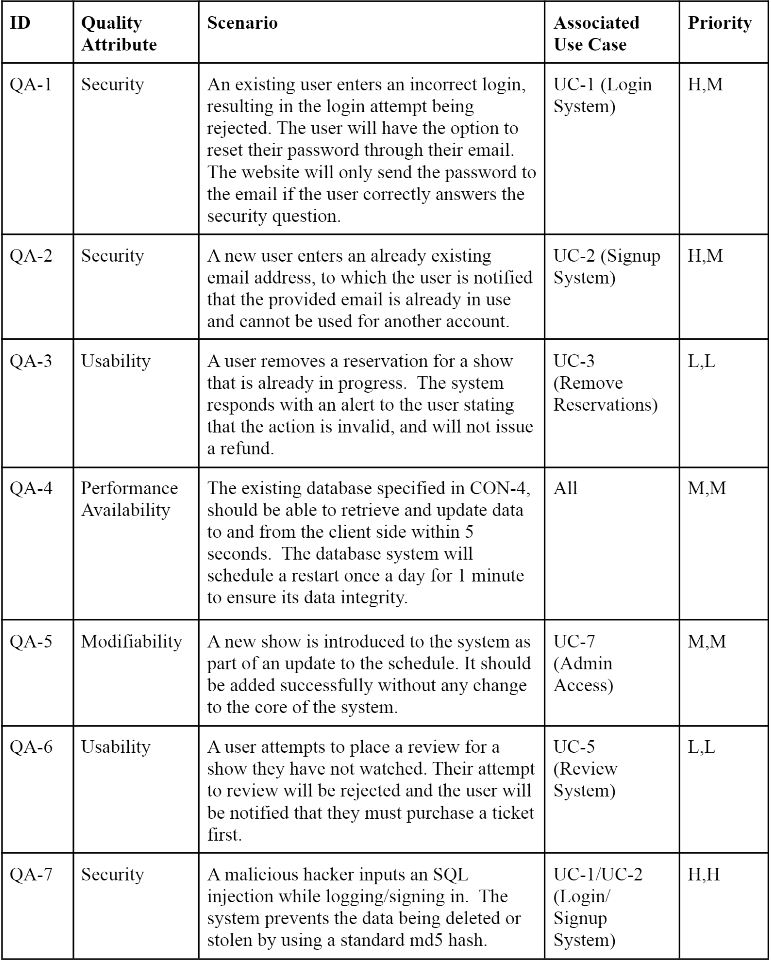 ID Quality Attribute Scenario Associated Use Case Priority
QA-1 Security An existing user enters an incorrect login, UC-1 (Login H,M
resulting in the login attempt being System)
rejected. The user will have the option to
reset their password through their email.
The website will only send the password to
the email if the user correctly answers the
security question.
QA-2 Security A new user enters an already existing UC-2 (Signup H,M
email address, to which the user is notified System)
that the provided email is already in use
and cannot be used for another account.
QA-3 Usability A user removes a reservation for a show UC-3 L,L
that is already in progress.  The system (Remove
responds with an alert to the user stating Reservations)
that the action is invalid, and will not issue
a refund.
QA-4 Performance The existing database specified in CON-4, All M,M
Availability should be able to retrieve and update data
to and from the client side within 5
seconds.  The database system will
schedule a restart once a day for 1 minute
to ensure its data integrity.
QA-5 Modifiability A new show is introduced to the system as UC-7 M,M
part of an update to the schedule. It should (Admin
be added successfully without any change Access)
to the core of the system.
QA-6 Usability A user attempts to place a review for a UC-5 L,L
show they have not watched. Their attempt (Review
to review will be rejected and the user will System)
be notified that they must purchase a ticket
first.
QA-7 Security A malicious hacker inputs an SQL UC-1/UC-2 H,H
injection while logging/signing in.  The (Login/
system prevents the data being deleted or Signup
stolen by using a standard md5 hash. System)